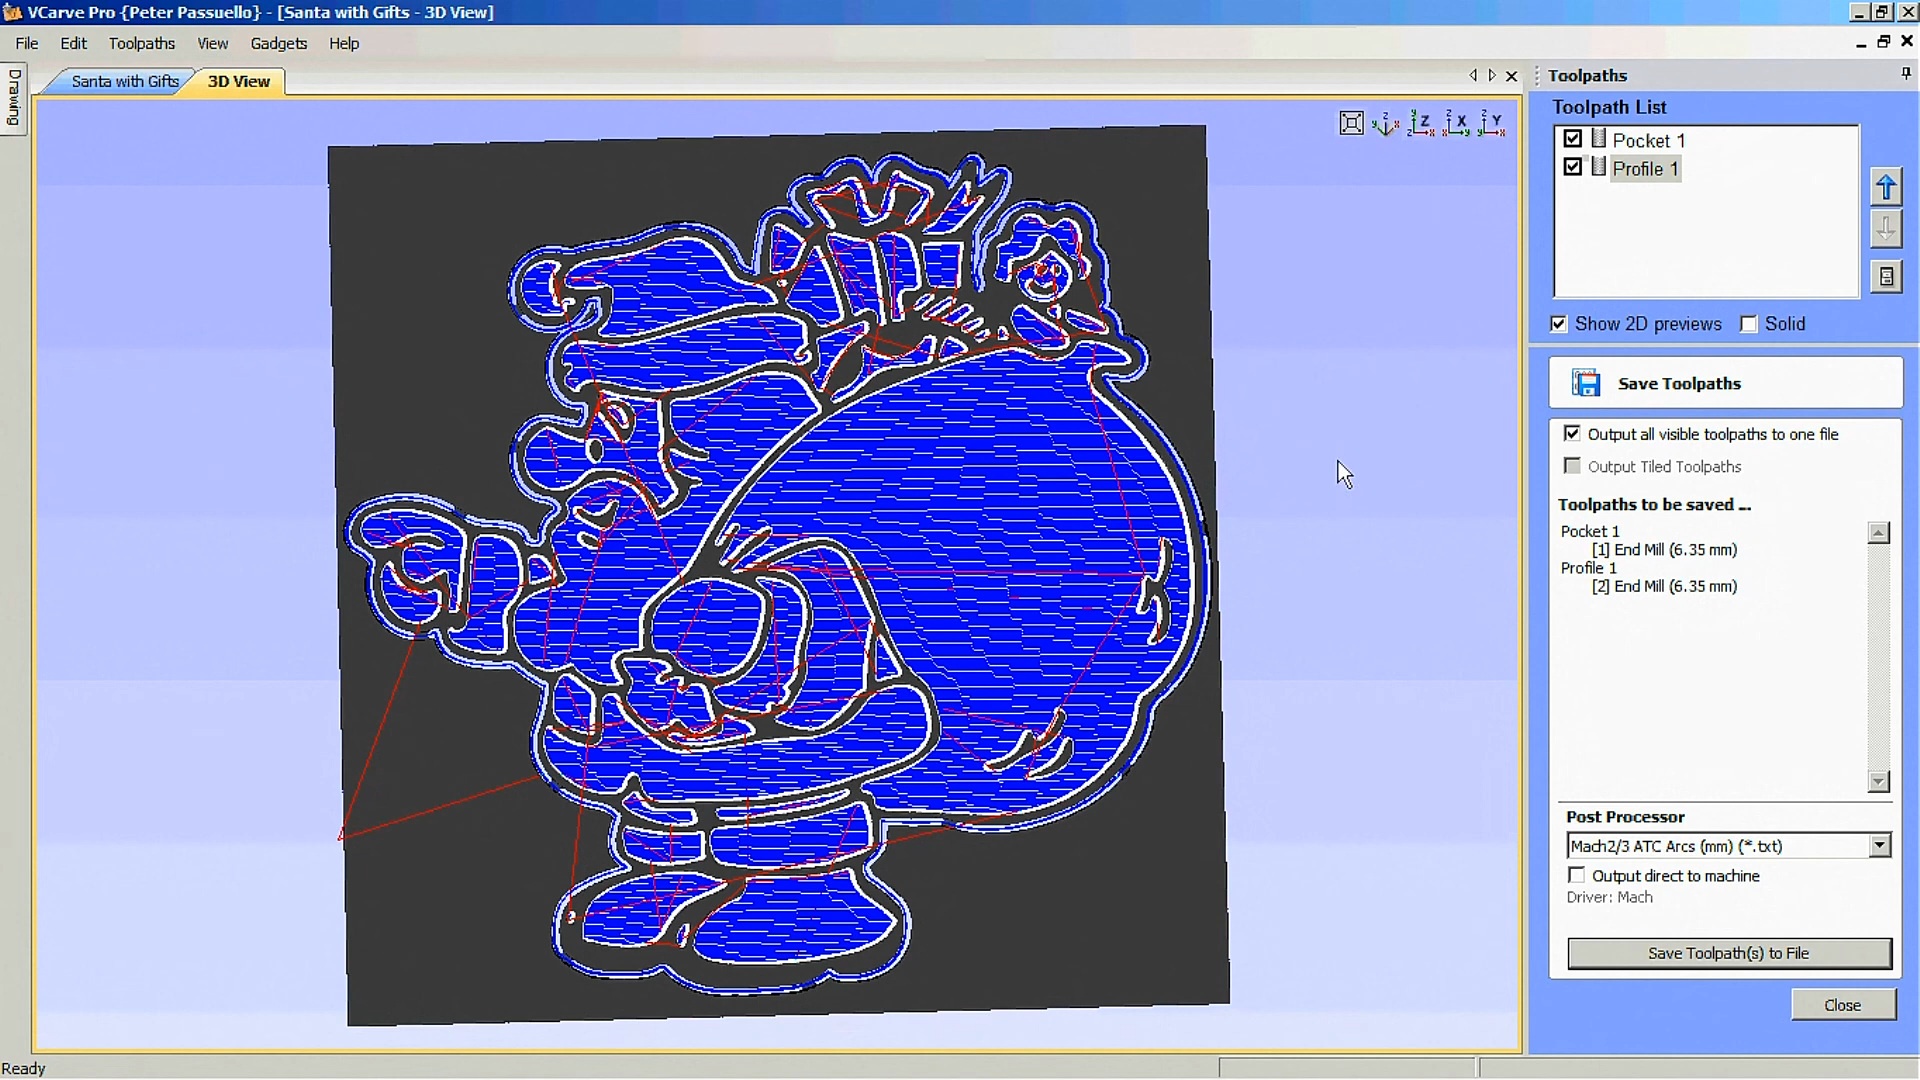 VCarve Pro {Peter Passuello} - [Santa with Gifts - 3D View]
File Edit Toolpaths View Gadgets Help
Drawing
Santa with Gifts 3D View
Toolpaths
Toolpath List
Pocket 1
Profile 1
Show 2D previews Solid
Save Toolpaths
Output all visible toolpaths to one file
Output Tiled Toolpaths
Toolpaths to be saved ...
Pocket 1
[1] End Mill (6.35 mm)
Profile 1
[2] End Mill (6.35 mm)
Post Processor
Mach2/3 ATC Arcs (mm) (*.txt)
Output direct to machine
Driver: Mach
Save Toolpath(s) to File
Close
Ready